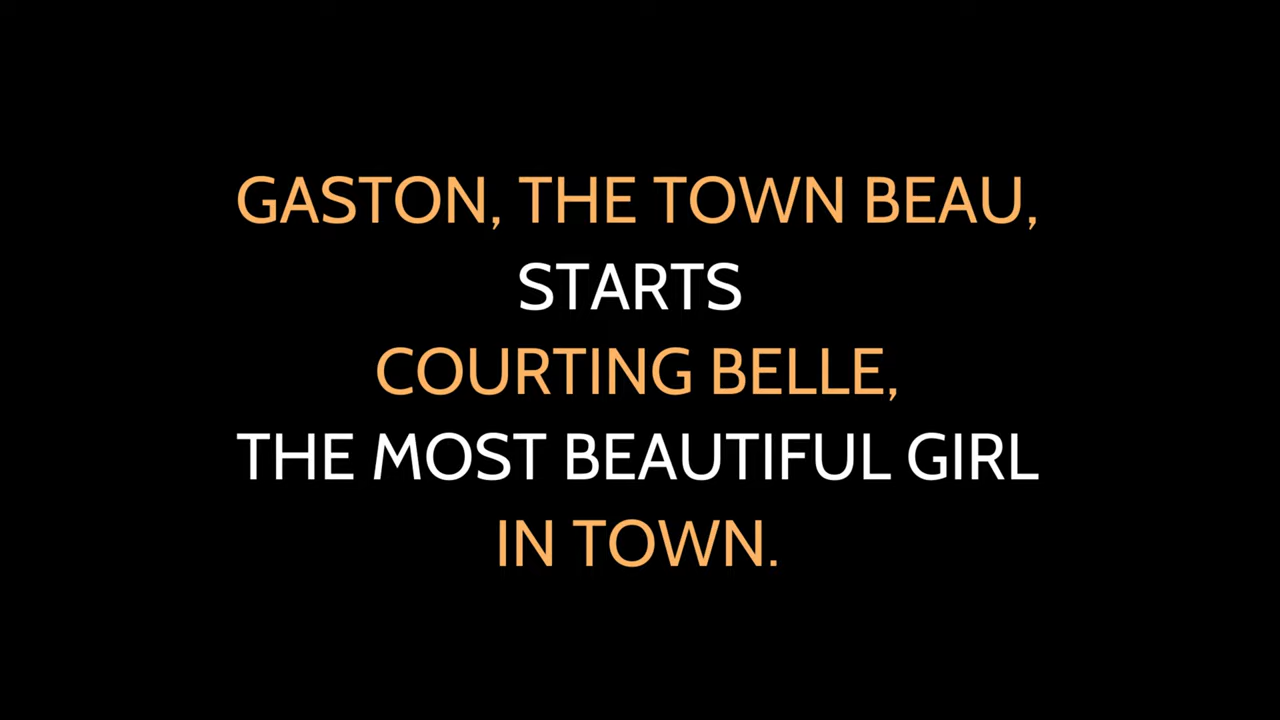 GASTON, THE TOWN BEAU,
STARTS
COURTING BELLE,
THE MOST BEAUTIFUL GIRL
IN TOWN.